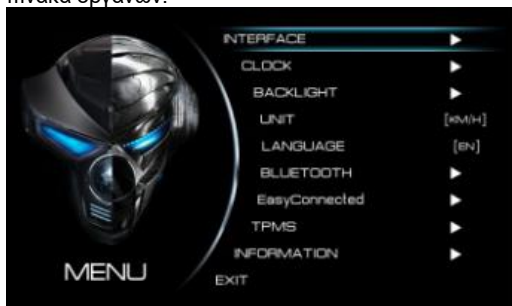 πίνακα οργάνων.
INTERFACE
CLOCK
BACKLIGHT
UNIT [KM/H]
LANGUAGE [EN]
BLUETOOTH
EasyConnected
TPMS
INFORMATION
EXIT
MENU